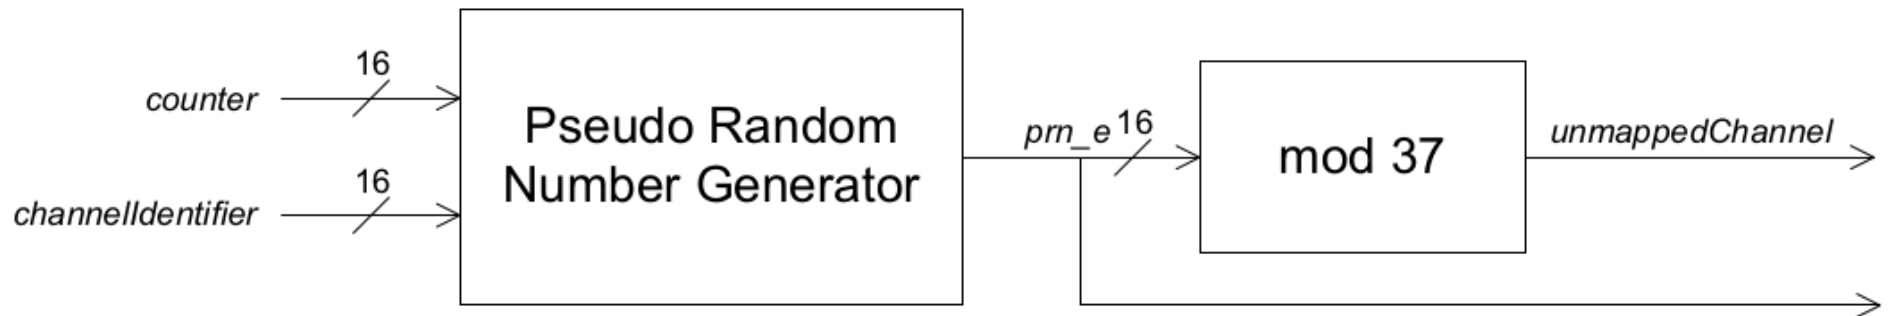 16
counter
Pseudo Random
Number Generator
16
channelIdentifier
prn_e 16
mod 37
unmappedChannel